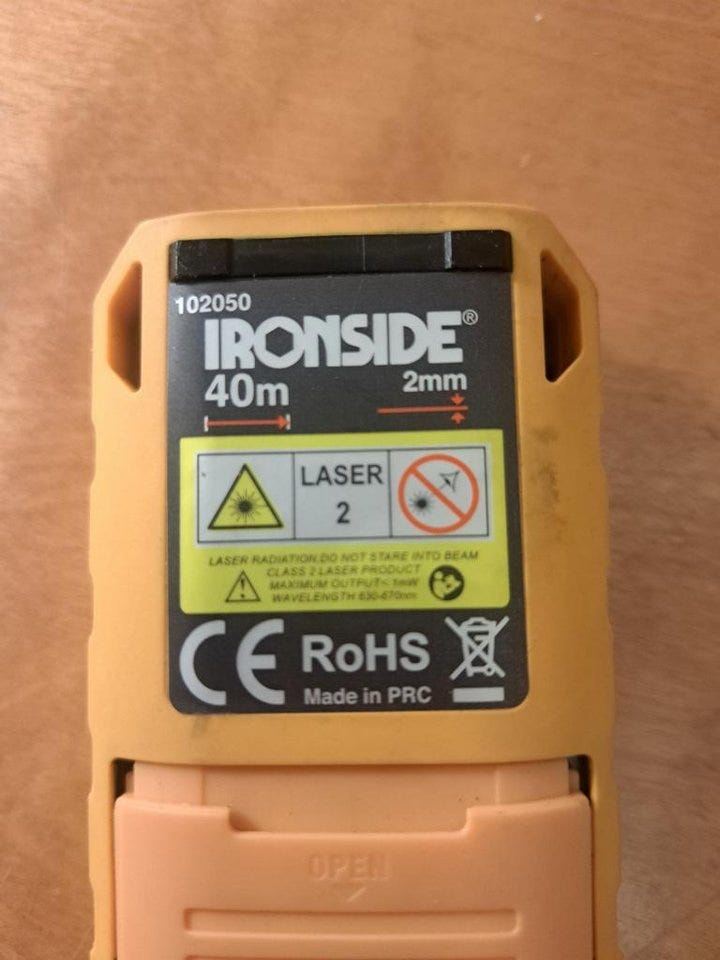 102050
IRONSIDE®
40m 2mm
LASER
2
LASER RADIATION,DO NOT STARE INTO BEAM
CLASS 2 LASER PRODUCT
MAXIMUM OUTPUT< 1mW
WAVELENGTH 630-670nm
CE RoHS
Made in PRC
OPEN